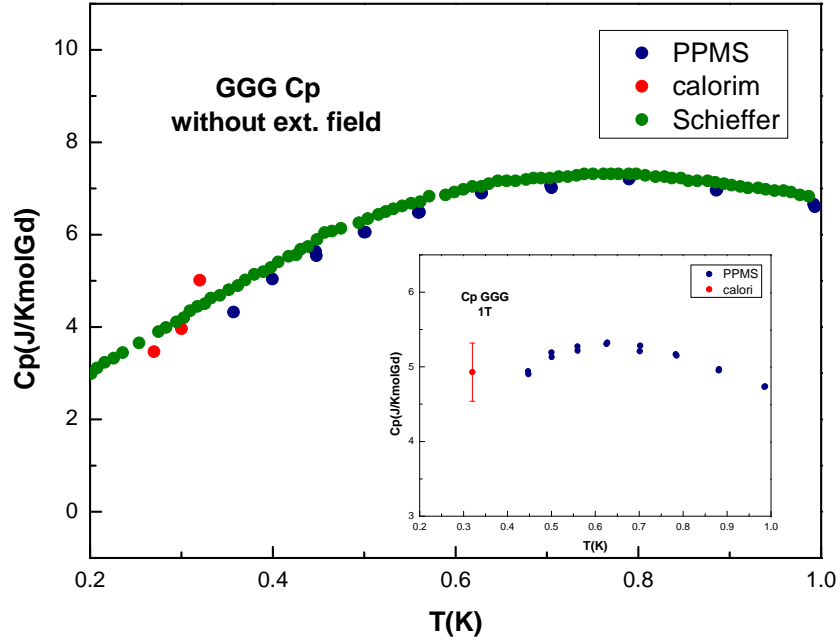 10
8
6
4
2
0
Cp(J/KmolGd)
GGG Cp
without ext. field
PPMS
calorim
Schieffer
6
5
4
3
Cp(J/KmolGd)
Cp GGG
1T
PPMS
calori
0.2 0.3 0.4 0.5 0.6 0.7 0.8 0.9 1.0
T(K)
0.2 0.4 0.6 0.8 1.0
T(K)